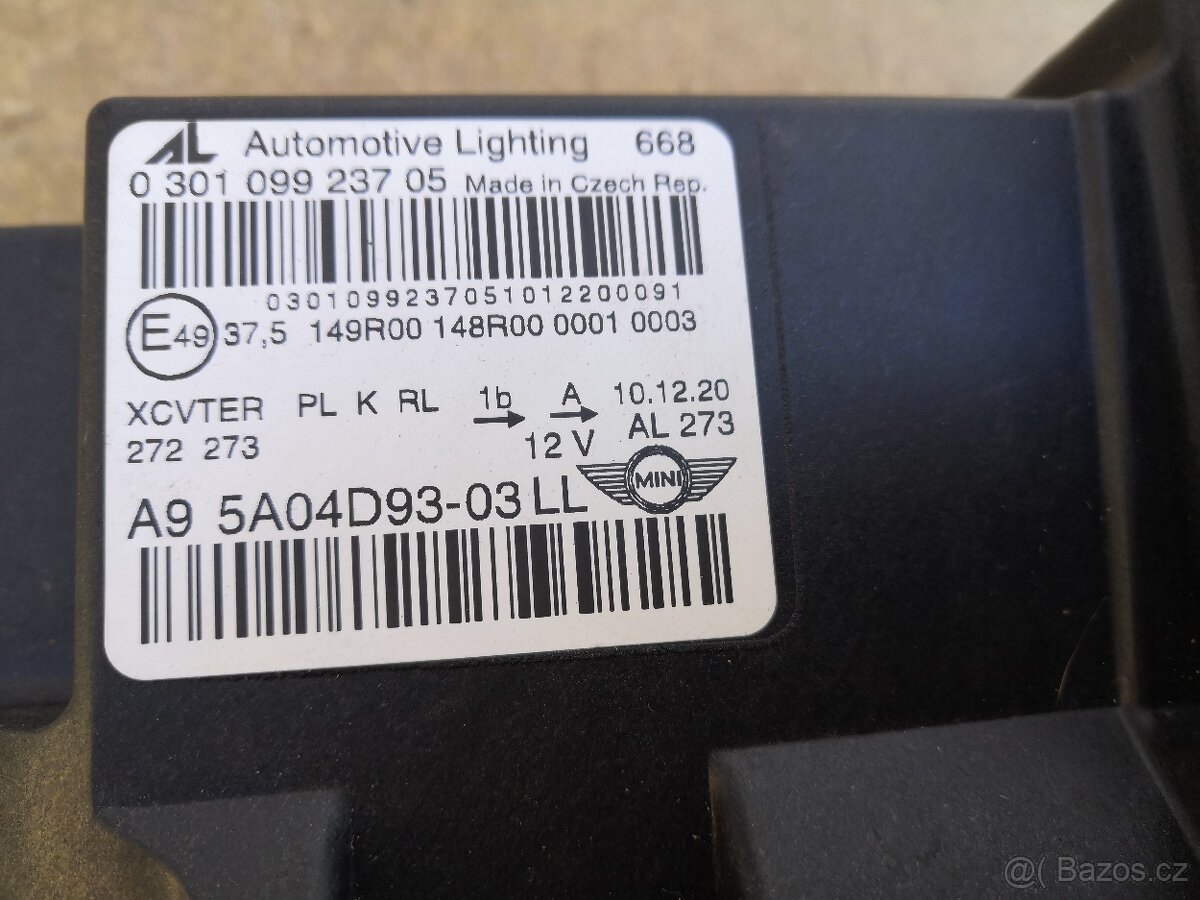 AL Automotive Lighting 668
0 301 099 237 05 Made in Czech Rep.
0301099237051012200091
E49 37,5 149R00 148R00 0001 0003
XCVTER PL K RL 1b A 10.12.20
272 273 12 V AL 273
MINI
A9 5A04D93-03 LL
@( Bazos.cz